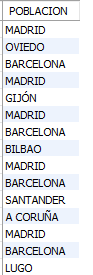 POBLACION
MADRID
OVIEDO
BARCELONA
MADRID
GIJÓN
MADRID
BARCELONA
BILBAO
MADRID
BARCELONA
SANTANDER
A CORUÑA
MADRID
BARCELONA
LUGO